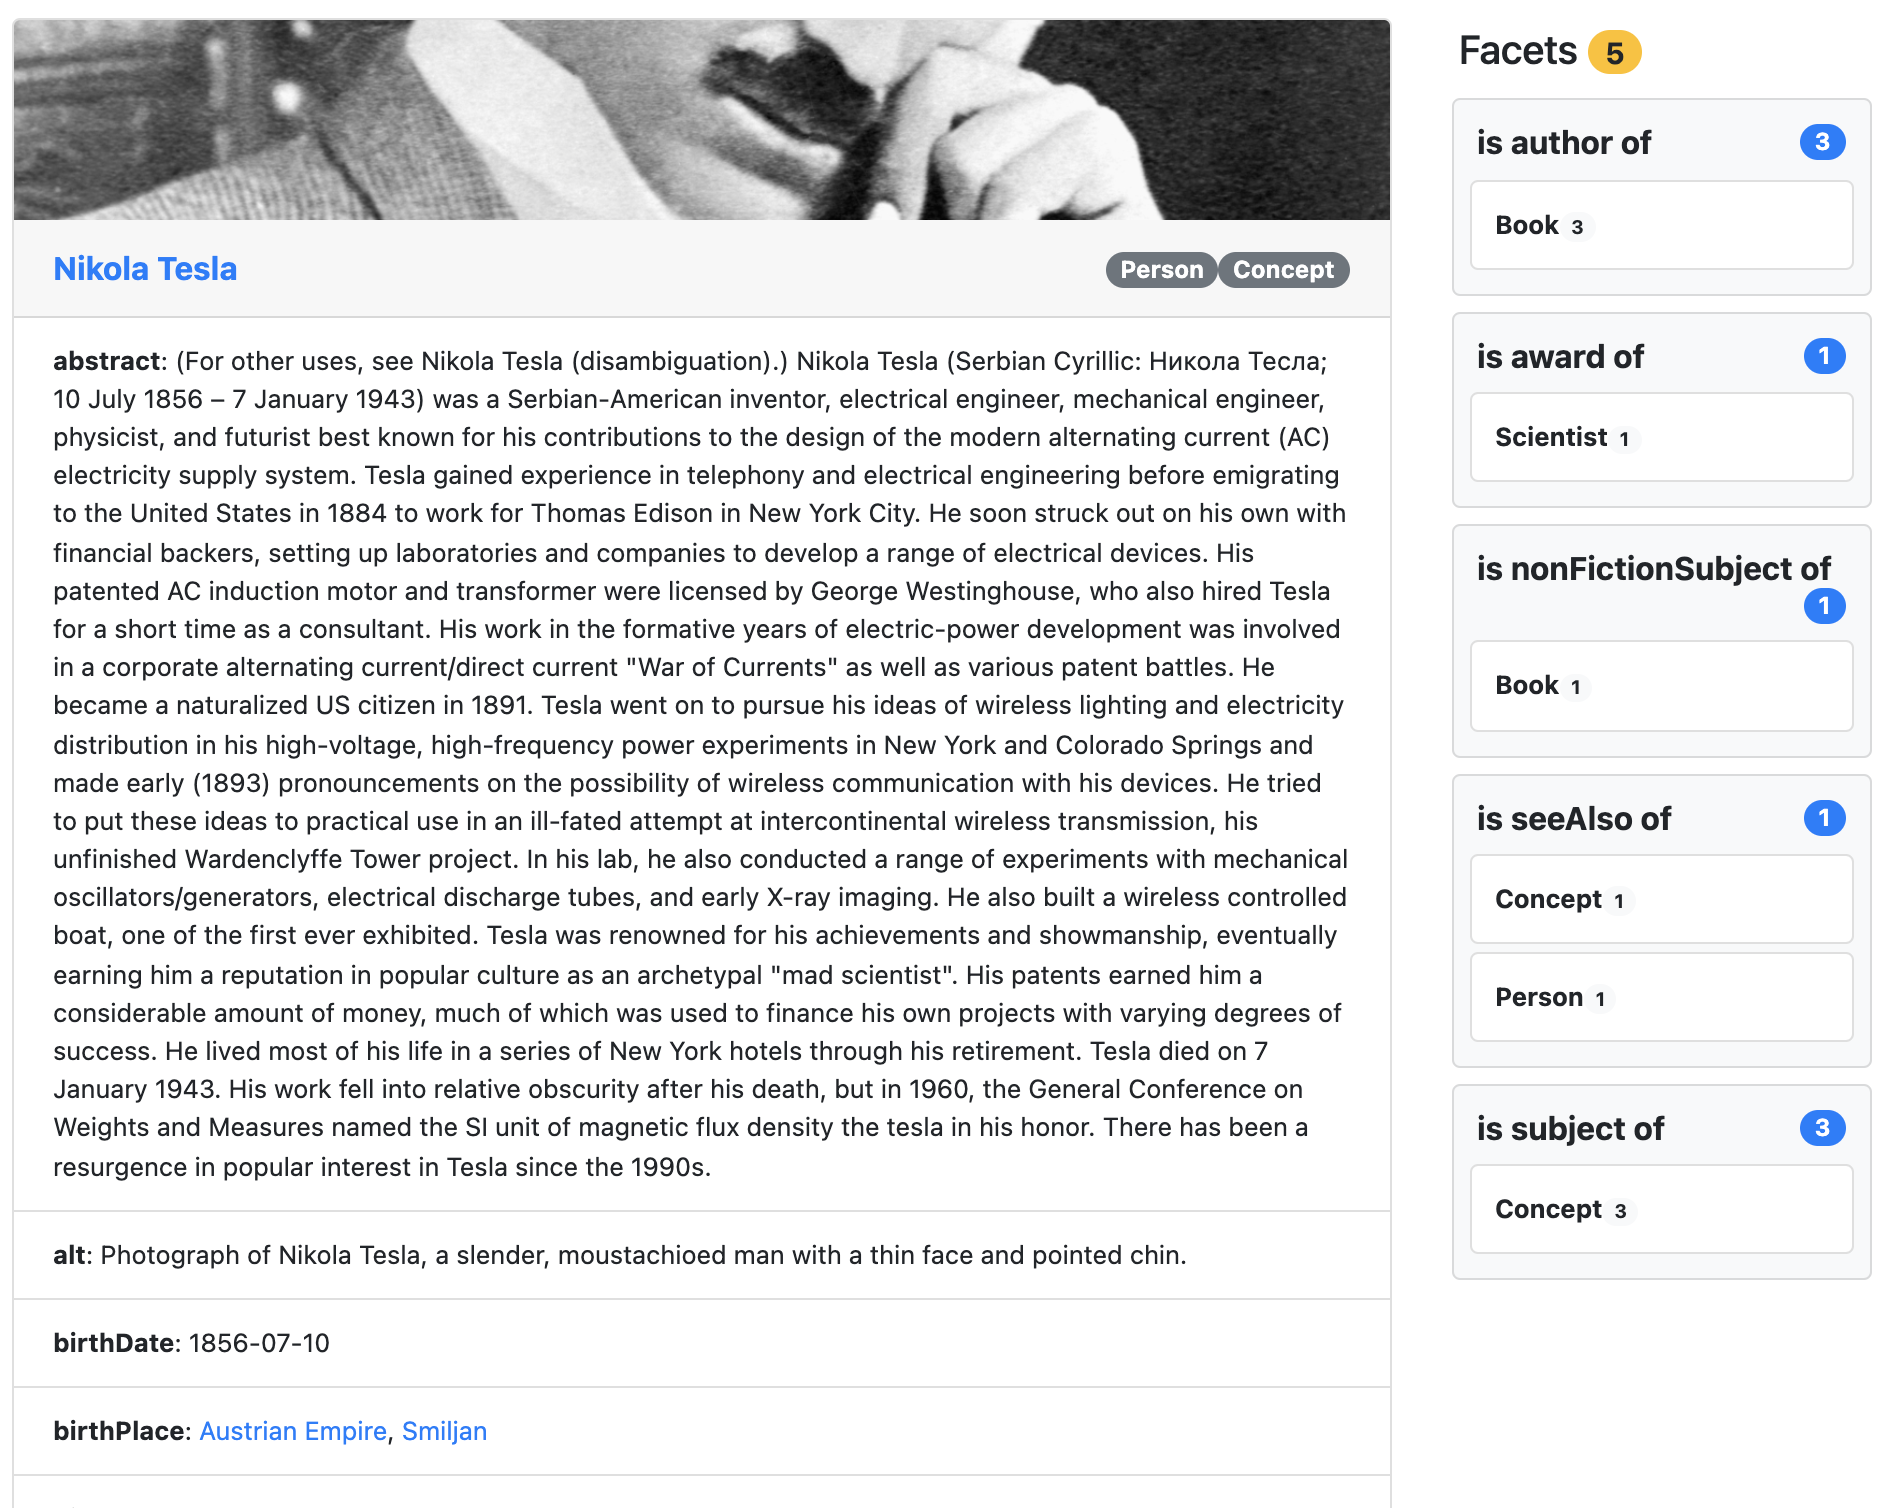 Nikola Tesla
Person Concept
abstract: (For other uses, see Nikola Tesla (disambiguation).) Nikola Tesla (Serbian Cyrillic: Никола Тесла;
10 July 1856 – 7 January 1943) was a Serbian-American inventor, electrical engineer, mechanical engineer,
physicist, and futurist best known for his contributions to the design of the modern alternating current (AC)
electricity supply system. Tesla gained experience in telephony and electrical engineering before emigrating
to the United States in 1884 to work for Thomas Edison in New York City. He soon struck out on his own with
financial backers, setting up laboratories and companies to develop a range of electrical devices. His
patented AC induction motor and transformer were licensed by George Westinghouse, who also hired Tesla
for a short time as a consultant. His work in the formative years of electric-power development was involved
in a corporate alternating current/direct current "War of Currents" as well as various patent battles. He
became a naturalized US citizen in 1891. Tesla went on to pursue his ideas of wireless lighting and electricity
distribution in his high-voltage, high-frequency power experiments in New York and Colorado Springs and
made early (1893) pronouncements on the possibility of wireless communication with his devices. He tried
to put these ideas to practical use in an ill-fated attempt at intercontinental wireless transmission, his
unfinished Wardenclyffe Tower project. In his lab, he also conducted a range of experiments with mechanical
oscillators/generators, electrical discharge tubes, and early X-ray imaging. He also built a wireless controlled
boat, one of the first ever exhibited. Tesla was renowned for his achievements and showmanship, eventually
earning him a reputation in popular culture as an archetypal "mad scientist". His patents earned him a
considerable amount of money, much of which was used to finance his own projects with varying degrees of
success. He lived most of his life in a series of New York hotels through his retirement. Tesla died on 7
January 1943. His work fell into relative obscurity after his death, but in 1960, the General Conference on
Weights and Measures named the SI unit of magnetic flux density the tesla in his honor. There has been a
resurgence in popular interest in Tesla since the 1990s.
alt: Photograph of Nikola Tesla, a slender, moustachioed man with a thin face and pointed chin.
birthDate: 1856-07-10
birthPlace: Austrian Empire, Smiljan
Facets 5
is author of 3
Book 3
is award of 1
Scientist 1
is nonFictionSubject of
1
Book 1
is seeAlso of 1
Concept 1
Person 1
is subject of 3
Concept 3